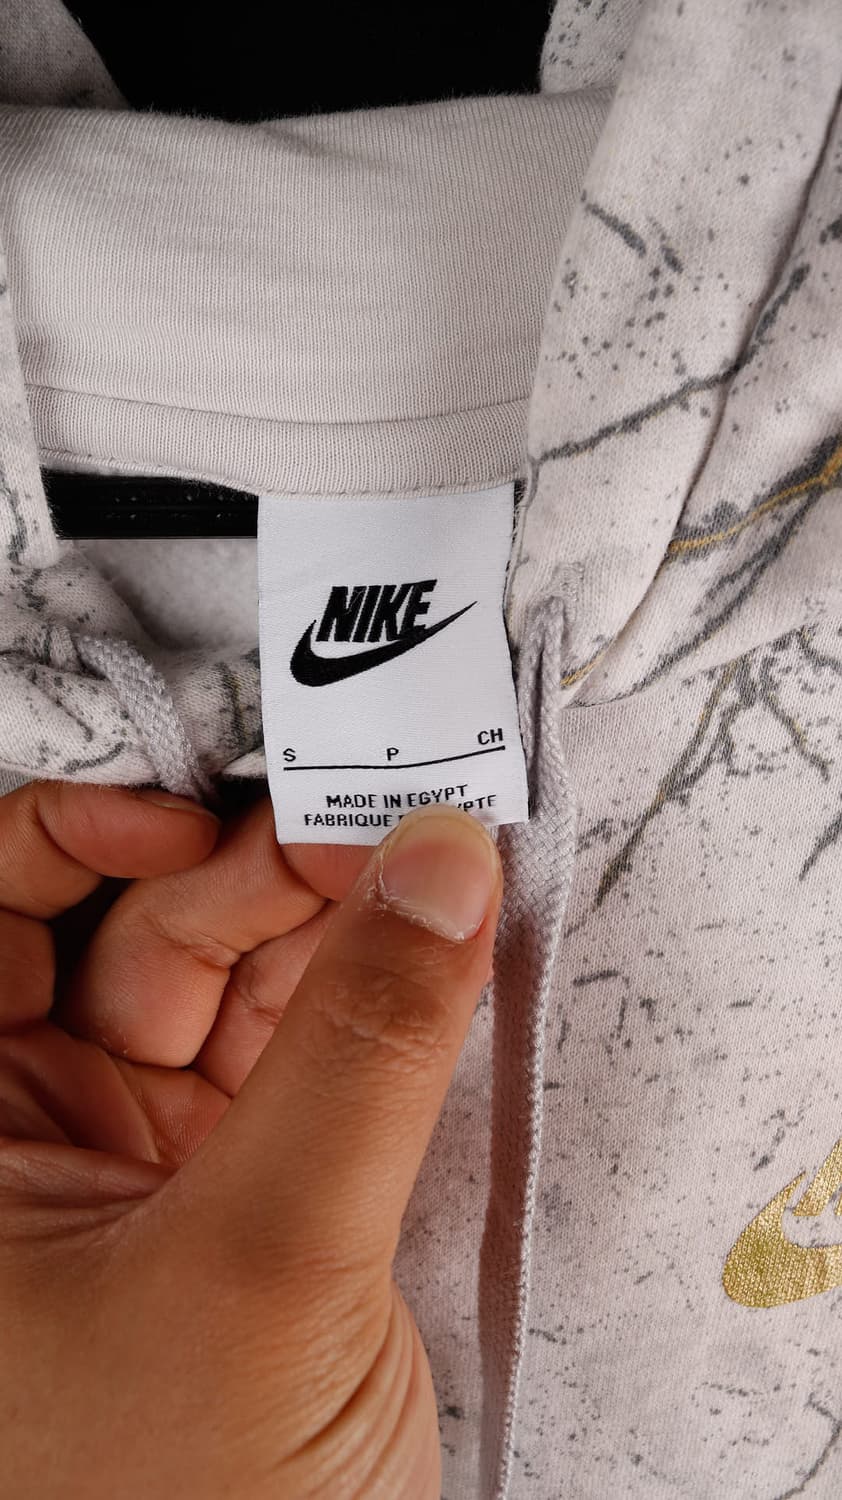 NIKE
S P CH
MADE IN EGYPT
FABRIQUE